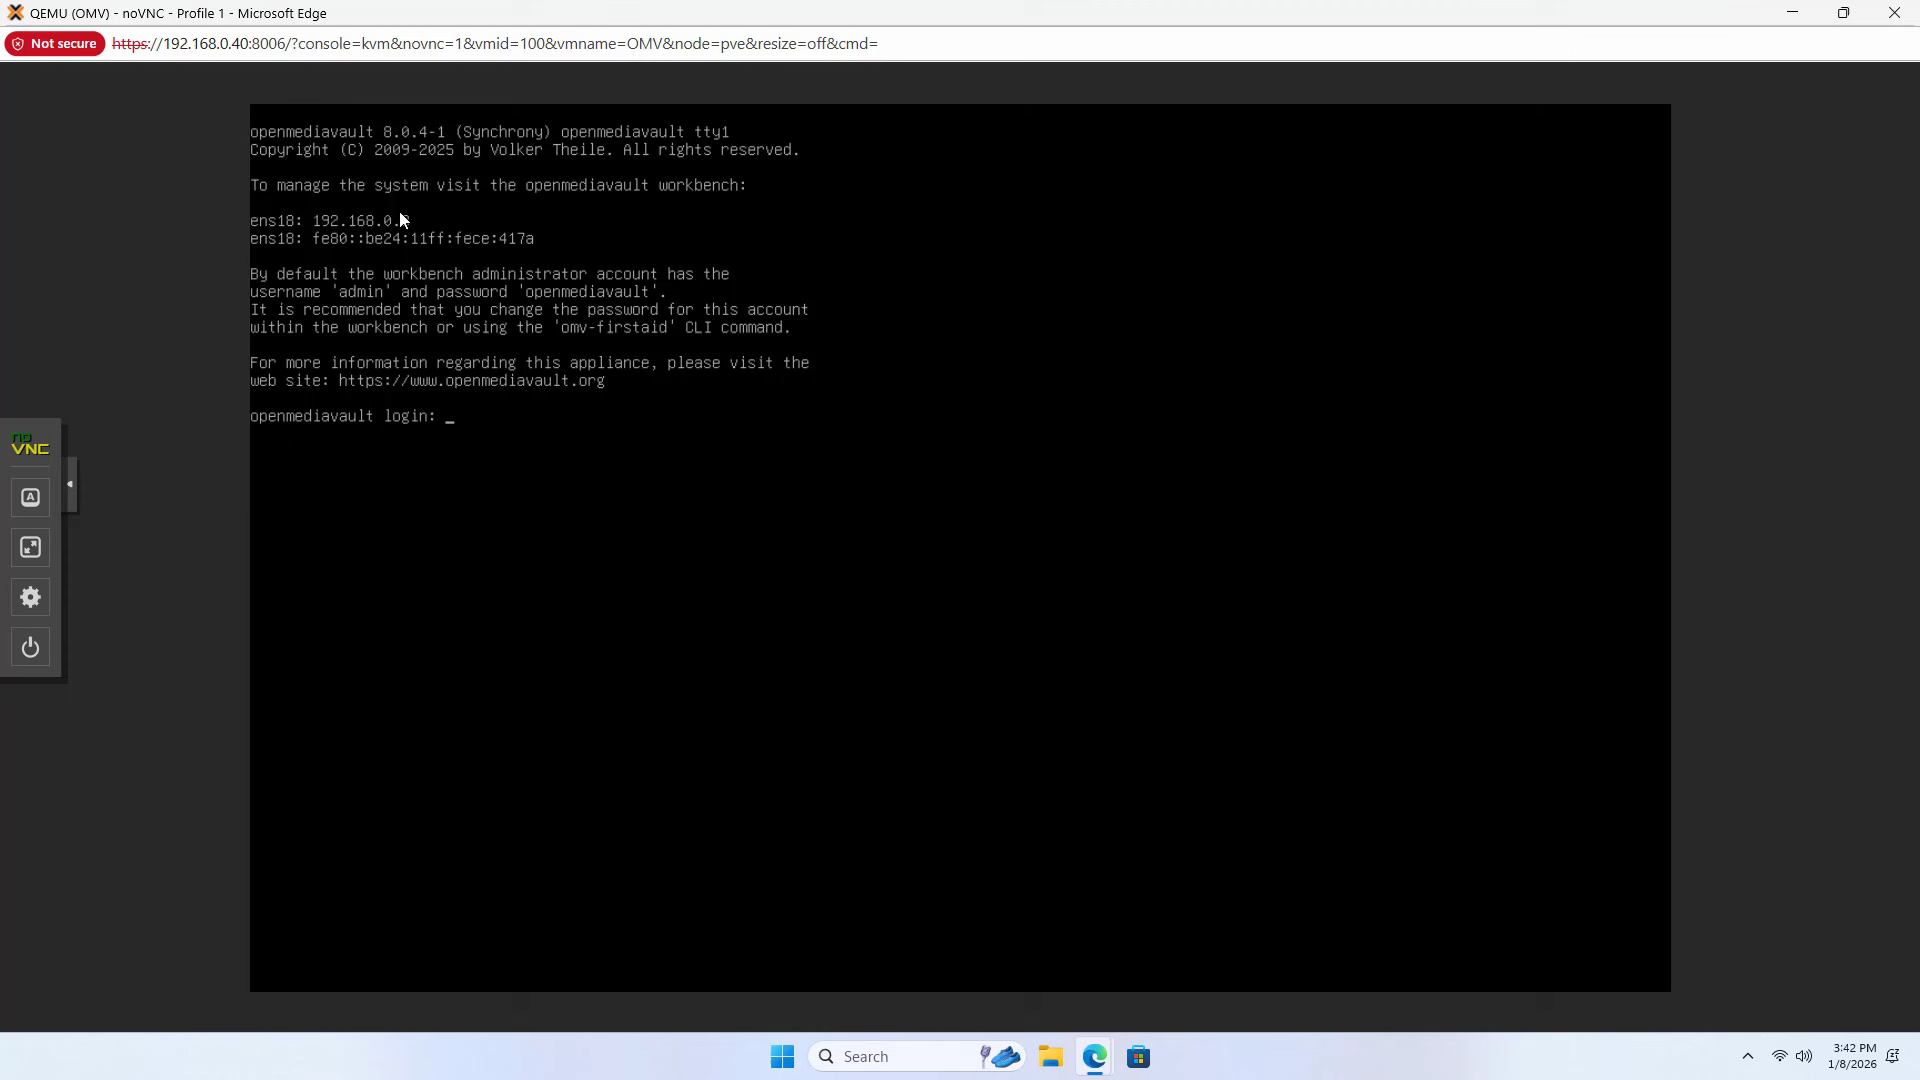 QEMU (OMV) - noVNC - Profile 1 - Microsoft Edge
Not secure https://192.168.0.40:8006/?console=kvm&novnc=1&vmid=100&vmname=OMV&node=pve&resize=off&cmd=
openmediavault 8.0.4-1 (Synchrony) openmediavault tty1
Copyright (C) 2009-2025 by Volker Theile. All rights reserved.
To manage the system visit the openmediavault workbench:
ens18: 192.168.0.
ens18: fe80::be24:11ff:fece:417a
By default the workbench administrator account has the
username 'admin' and password 'openmediavault'.
It is recommended that you change the password for this account
within the workbench or using the 'omv-firstaid' CLI command.
For more information regarding this appliance, please visit the
web site: https://www.openmediavault.org
openmediavault login: _
no
VNC
A
Search
3:42 PM
1/8/2026